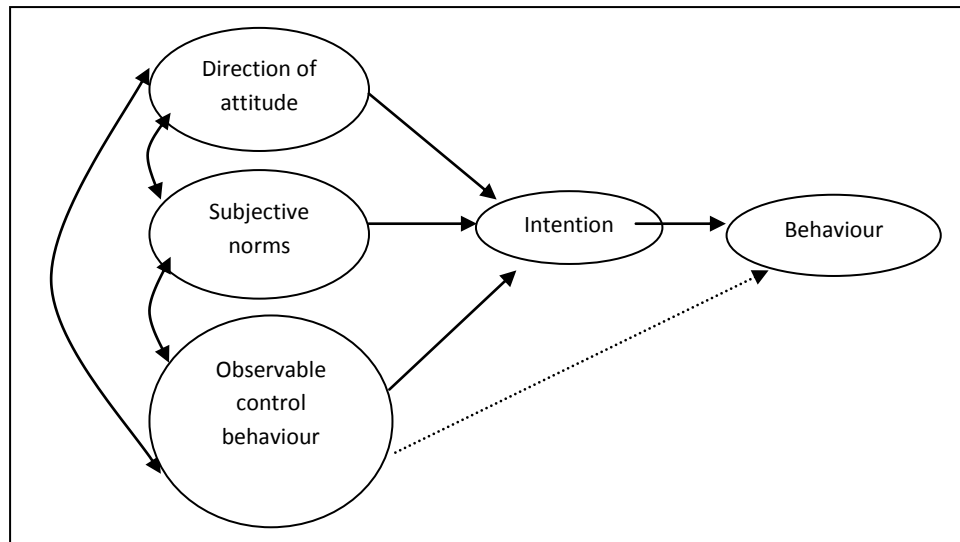 Direction of
attitude
Subjective
norms
Observable
control
behaviour
Intention
Behaviour